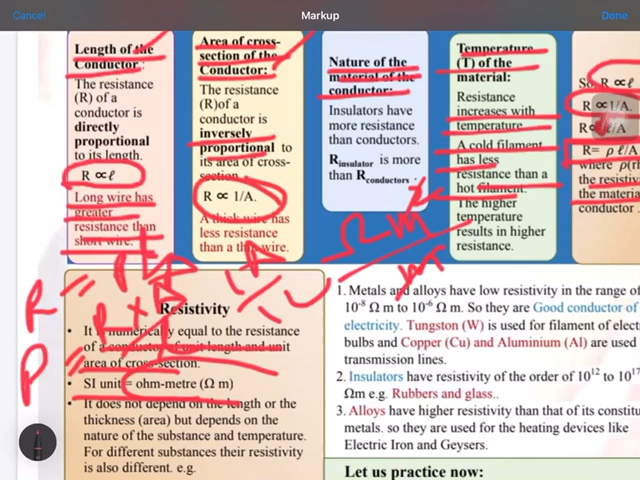 Cancel
Markup
Done
Length of the
Conductor :
The resistance
(R) of a
conductor is
directly
proportional
to its length.
R ∝ℓ
Long wire has
greater
resistance than
short wire.
Area of cross-
section of the
Conductor:
The resistance
(R)of a
conductor is
inversely
proportional to
its area of cross-
section
R ∝ 1/A.
A thick wire has
less resistance
than a thin wire.
Nature of the
material of the
conductor:
Insulators have
more resistance
than conductors.
Rinsulator is more
than Rconductors .
Temperature
(T) of the
material:
Resistance
increases with
temperature
A cold filament
has less
resistance than a
hot filament.
The higher
temperature
results in higher
resistance.
So, R ∝ℓ
R ∝ 1/A.
R∝ ℓ/A
R= ρ ℓ/A
where ρ(rh
the resistiv
the materia
conductor .
Ω m²
m
R =
ρ = R × A
Resistivity
• It is numerically equal to the resistance
of a conductor of unit length and unit
area of cross-section.
• SI unit = ohm-metre (Ω m)
• It does not depend on the length or the
thickness (area) but depends on the
nature of the substance and temperature.
For different substances their resistivity
is also different. e.g.
1. Metals and alloys have low resistivity in the range of
10⁻⁸ Ω m to 10⁻⁶ Ω m. So they are Good conductor of
electricity. Tungston (W) is used for filament of elect
bulbs and Copper (Cu) and Aluminium (Al) are used
transmission lines.
2. Insulators have resistivity of the order of 10¹² to 10¹⁷
Ωm e.g. Rubbers and glass..
3. Alloys have higher resistivity than that of its constitu
metals. so they are used for the heating devices like
Electric Iron and Geysers.
Let us practice now: